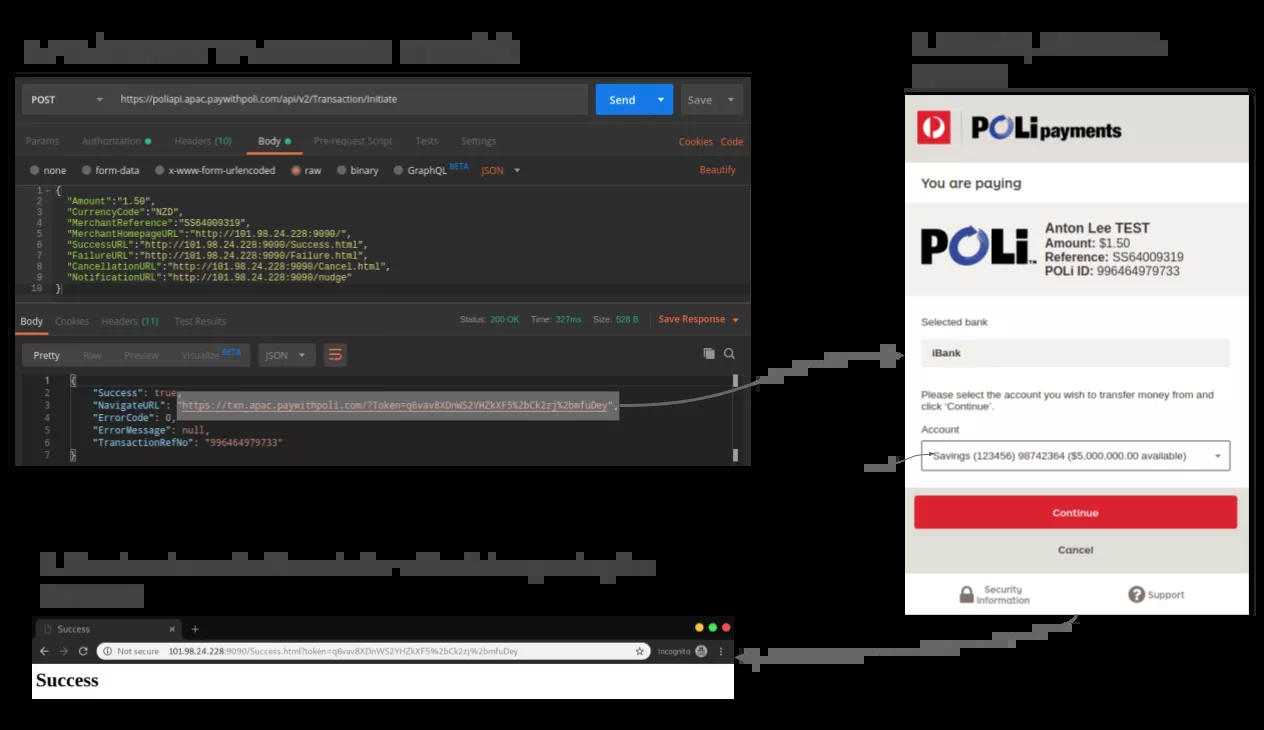 POST
https://poliapi.apac.paywithpoli.com/api/v2/Transaction/Initiate
Send
Save
Params Authorization Headers (10) Body Pre-request Script Tests Settings Cookies Code
none form-data x-www-form-urlencoded raw binary GraphQL BETA JSON Beautify
1 {
2 "Amount":"1.50",
3 "CurrencyCode":"NZD",
4 "MerchantReference":"SS64009319",
5 "MerchantHomepageURL":"http://101.98.24.228:9090/",
6 "SuccessURL":"http://101.98.24.228:9090/Success.html",
7 "FailureURL":"http://101.98.24.228:9090/Failure.html",
8 "CancellationURL":"http://101.98.24.228:9090/Cancel.html",
9 "NotificationURL":"http://101.98.24.228:9090/nudge"
10 }
Body Cookies Headers (11) Test Results Status: 200 OK Time: 327ms Size: 528 B Save Response
Pretty Raw Preview Visualize BETA JSON
1 {
2 "Success": true,
3 "NavigateURL": "https://txn.apac.paywithpoli.com/?Token=q6vav8XDnWS2YHZkXF5%2bCk2zj%2bmfuDey",
4 "ErrorCode": 0,
5 "ErrorMessage": null,
6 "TransactionRefNo": "996464979733"
7 }
POLi payments
You are paying
POLi™
Anton Lee TEST
Amount: $1.50
Reference: SS64009319
POLi ID: 996464979733
Selected bank
iBank
Please select the account you wish to transfer money from and
click 'Continue'.
Account
Savings (123456) 98742364 ($5,000,000.00 available)
Continue
Cancel
Security
Information
Support
Success
Not secure 101.98.24.228:9090/Success.html?token=q6vav8XDnWS2YHZkXF5%2bCk2zj%2bmfuDey Incognito
Success